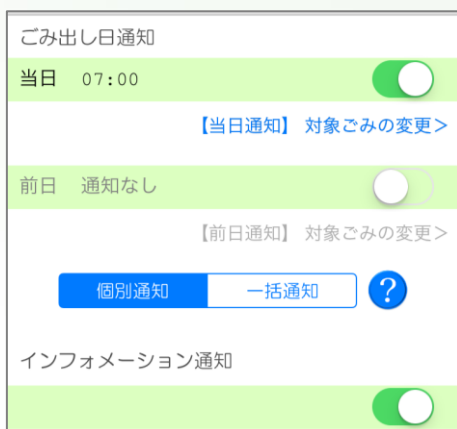 ごみ出し日通知
当日 07:00
【当日通知】 対象ごみの変更>
前日 通知なし
【前日通知】 対象ごみの変更>
個別通知 一括通知 ?
インフォメーション通知